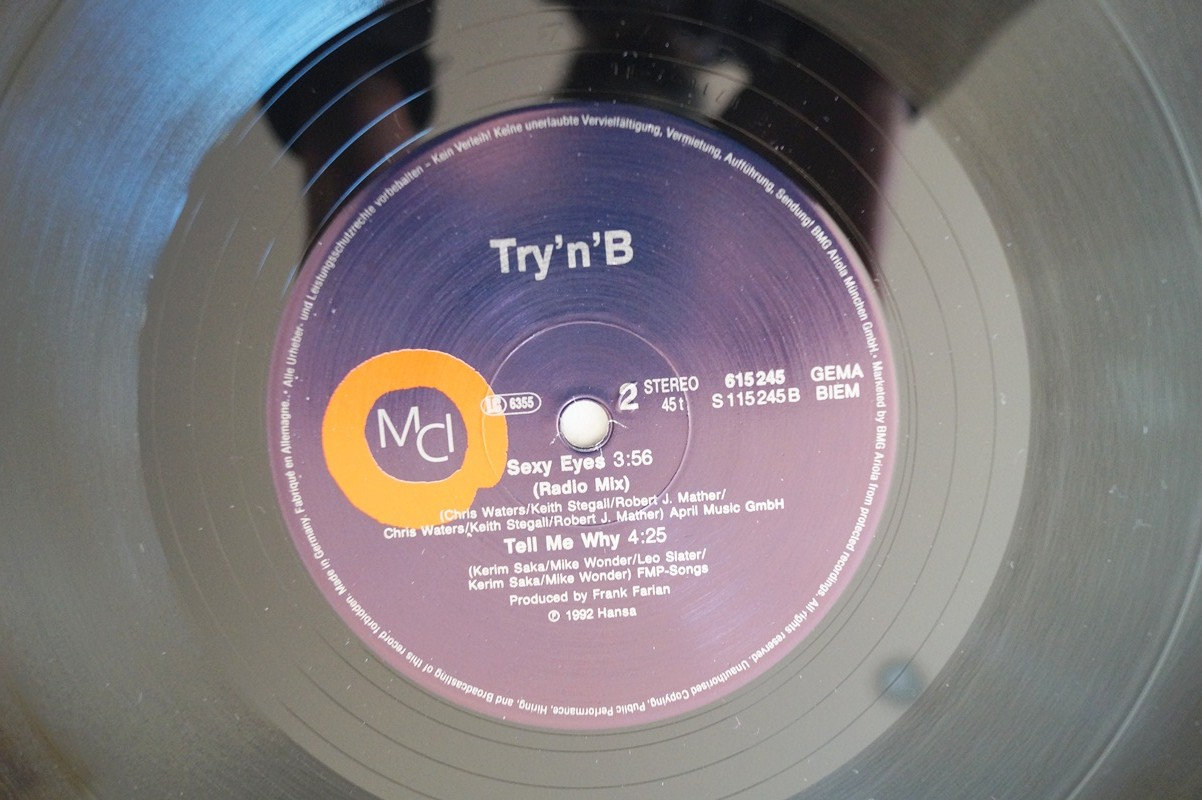 Try'n'B
MCI
LC 6355
2
STEREO
45 t
615 245
S 115 245 B
GEMA
BIEM
Sexy Eyes 3:56
(Radio Mix)
(Chris Waters/Keith Stegall/Robert J. Mather/
Chris Waters/Keith Stegall/Robert J. Mather) April Music GmbH
Tell Me Why 4:25
(Kerim Saka/Mike Wonder/Leo Slater/
Kerim Saka/Mike Wonder) FMP-Songs
Produced by Frank Farian
℗ 1992 Hansa
Alle Urheber- und Leistungsschutzrechte vorbehalten – Kein Verleih! Keine unerlaubte Vervielfältigung, Vermietung, Aufführung, Sendung! BMG Ariola München GmbH. • Marketed by BMG Ariola from protected recordings. All rights reserved. Unauthorised Copying, Public Performance, Hiring, and Broadcasting of this record forbidden. Made in Germany. Fabriqué en Allemagne. •